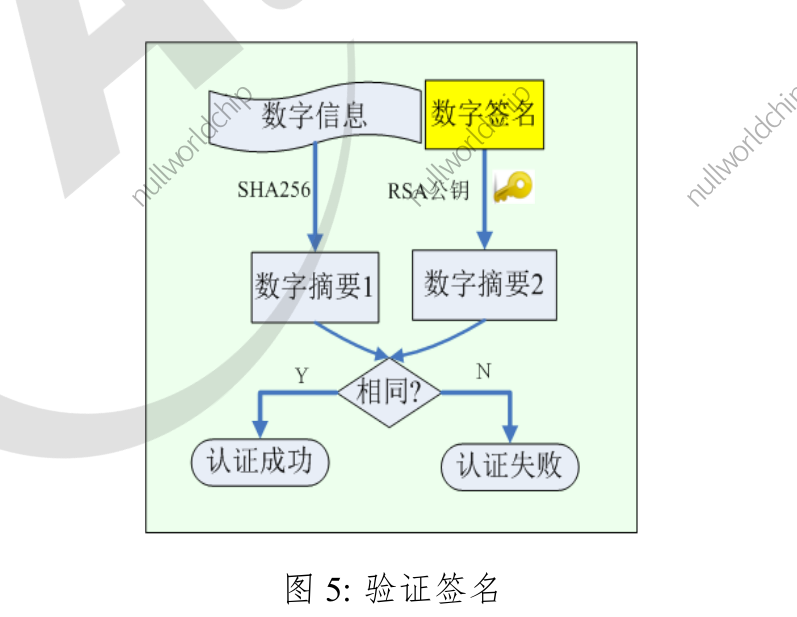 数字信息
数字签名
SHA256
RSA公钥
数字摘要1
数字摘要2
相同?
Y
N
认证成功
认证失败
图 5: 验证签名
nullworldchip
nullworldchip
nullworldchip